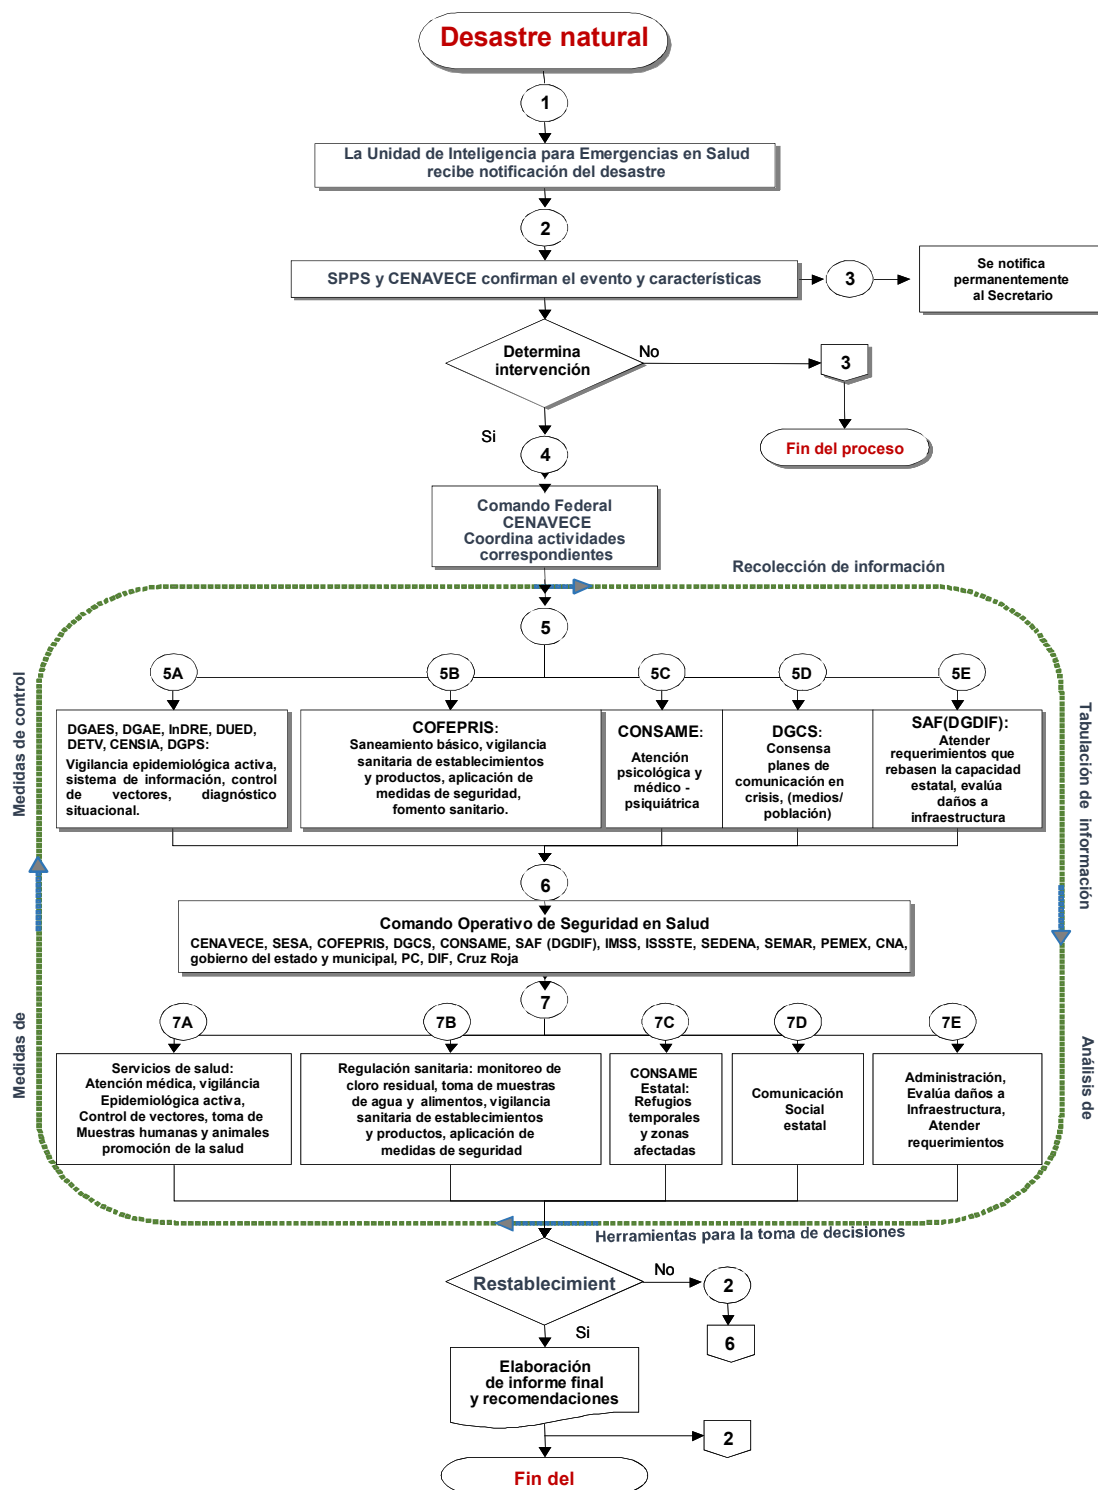 Desastre natural
1
La Unidad de Inteligencia para Emergencias en Salud
recibe notificación del desastre
2
SPPS y CENAVECE confirman el evento y características
3
Se notifica
permanentemente
al Secretario
Determina
intervención
No
3
Fin del proceso
Si
4
Comando Federal
CENAVECE
Coordina actividades
correspondientes
Recolección de información
5
5A
5B
5C
5D
5E
DGAES, DGAE, InDRE, DUED,
DETV, CENSIA, DGPS:
Vigilancia epidemiológica activa,
sistema de información, control
de vectores, diagnóstico
situacional.
COFEPRIS:
Saneamiento básico, vigilancia
sanitaria de establecimientos
y productos, aplicación de
medidas de seguridad,
fomento sanitario.
CONSAME:
Atención
psicológica y
médico -
psiquiátrica
DGCS:
Consensa
planes de
comunicación en
crisis, (medios/
población)
SAF(DGDIF):
Atender
requerimientos que
rebasen la capacidad
estatal, evalúa
daños a
infraestructura
Medidas de control
Tabulación de información
6
Comando Operativo de Seguridad en Salud
CENAVECE, SESA, COFEPRIS, DGCS, CONSAME, SAF (DGDIF), IMSS, ISSSTE, SEDENA, SEMAR, PEMEX, CNA,
gobierno del estado y municipal, PC, DIF, Cruz Roja
7
7A
7B
7C
7D
7E
Servicios de salud:
Atención médica, vigiláncia
Epidemiológica activa,
Control de vectores, toma de
Muestras humanas y animales
promoción de la salud
Regulación sanitaria: monitoreo de
cloro residual, toma de muestras
de agua y alimentos, vigilancia
sanitaria de establecimientos
y productos, aplicación de
medidas de seguridad
CONSAME
Estatal:
Refugios
temporales
y zonas
afectadas
Comunicación
Social
estatal
Administración,
Evalúa daños a
Infraestructura,
Atender
requerimientos
Medidas de
Análisis de
Herramientas para la toma de decisiones
Restablecimient
No
2
6
Si
Elaboración
de informe final
y recomendaciones
2
Fin del